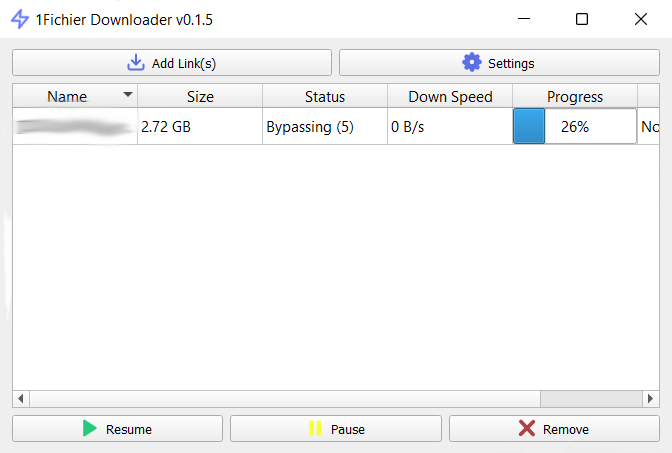 1Fichier Downloader v0.1.5
Add Link(s) Settings
Name Size Status Down Speed Progress
2.72 GB Bypassing (5) 0 B/s 26% No
Resume Pause Remove